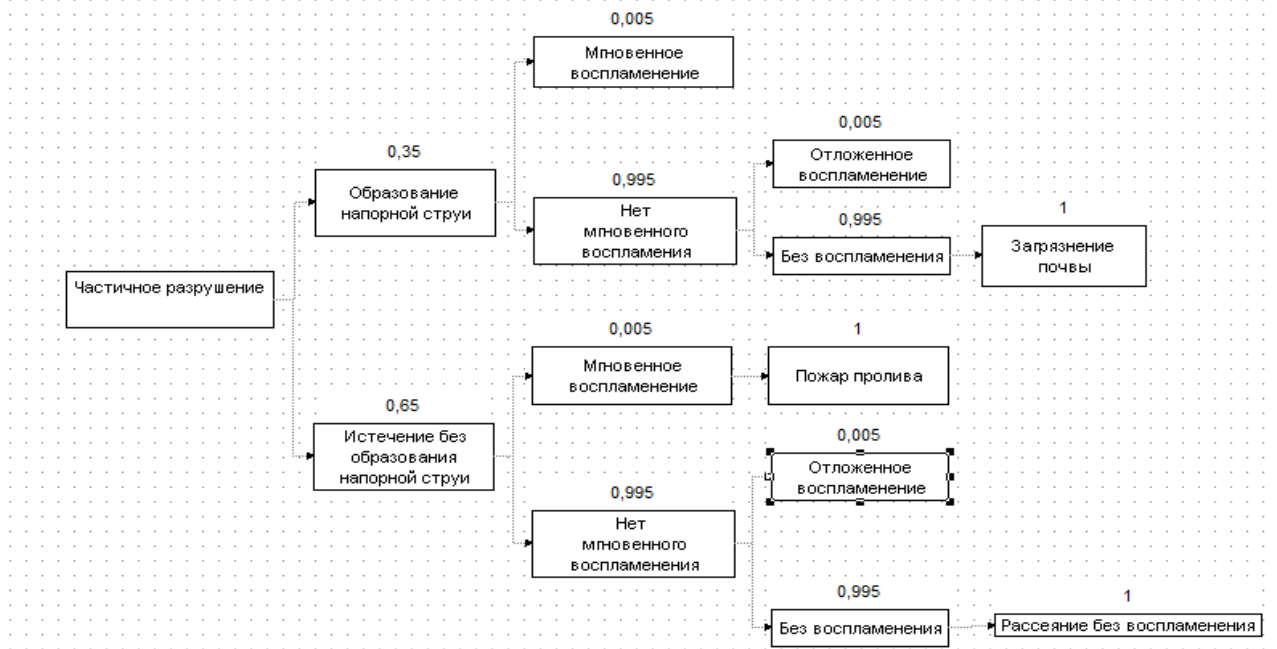 0,005
Мгновенное
воспламенение
0,005
Отложенное
воспламенение
0,35
Образование
напорной струи
0,995
Нет
мгновенного
воспламения
0,995
Без воспламенения
1
Загрязнение
почвы
Частичное разрушение
0,005
Мгновенное
воспламенение
1
Пожар пролива
0,65
Истечение без
образования
напорной струи
0,005
Отложенное
воспламенение
0,995
Нет
мгновенного
воспламенения
0,995
Без воспламенения
1
Рассеяние без воспламенения